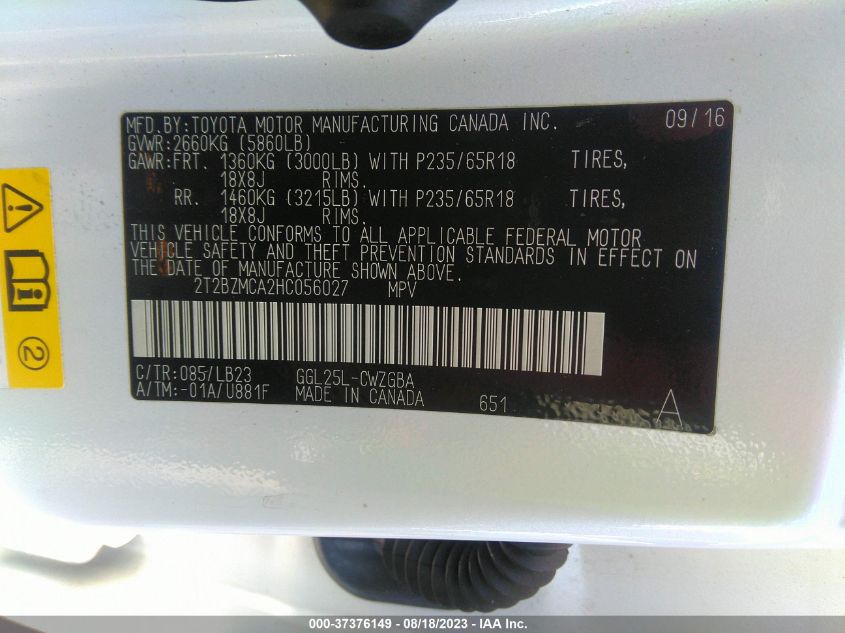 MFD.BY:TOYOTA MOTOR MANUFACTURING CANADA INC. 09/16
GVWR:2660KG (5860LB)
GAWR:FRT. 1360KG (3000LB) WITH P235/65R18 TIRES,
18X8J RIMS.
RR. 1460KG (3215LB) WITH P235/65R18 TIRES,
18X8J RIMS.
THIS VEHICLE CONFORMS TO ALL APPLICABLE FEDERAL MOTOR
VEHICLE SAFETY AND THEFT PREVENTION STANDARDS IN EFFECT ON
THE DATE OF MANUFACTURE SHOWN ABOVE.
2T2BZMCA2HC056027 MPV
C/TR:085/LB23 GGL25L-CWZGBA
A/TM:-01A/U881F MADE IN CANADA 651 A
2
000-37376149 - 08/18/2023 - IAA Inc.